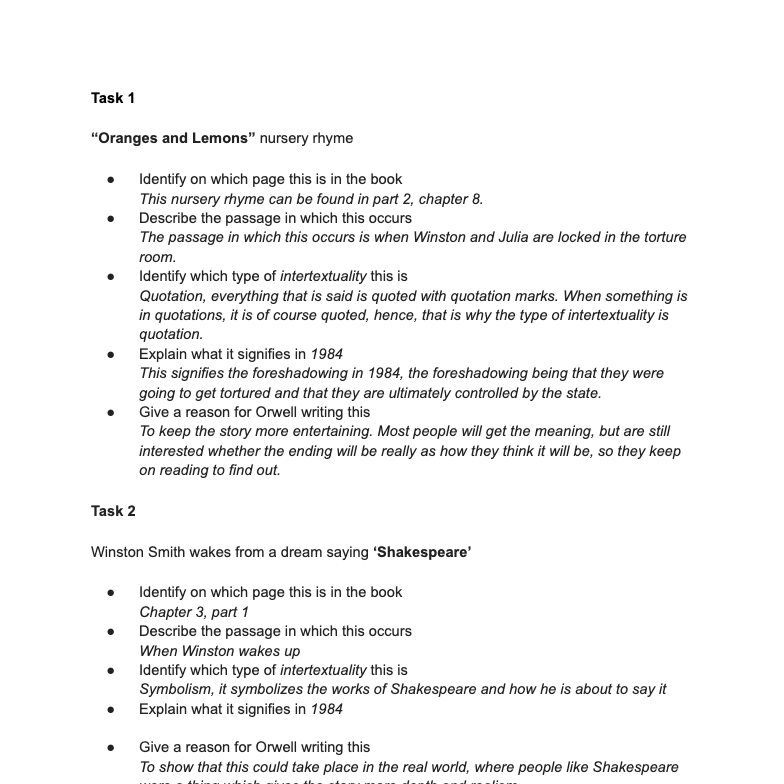 Task 1
“Oranges and Lemons” nursery rhyme
● Identify on which page this is in the book
This nursery rhyme can be found in part 2, chapter 8.
● Describe the passage in which this occurs
The passage in which this occurs is when Winston and Julia are locked in the torture
room.
● Identify which type of intertextuality this is
Quotation, everything that is said is quoted with quotation marks. When something is
in quotations, it is of course quoted, hence, that is why the type of intertextuality is
quotation.
● Explain what it signifies in 1984
This signifies the foreshadowing in 1984, the foreshadowing being that they were
going to get tortured and that they are ultimately controlled by the state.
● Give a reason for Orwell writing this
To keep the story more entertaining. Most people will get the meaning, but are still
interested whether the ending will be really as how they think it will be, so they keep
on reading to find out.
Task 2
Winston Smith wakes from a dream saying ‘Shakespeare’
● Identify on which page this is in the book
Chapter 3, part 1
● Describe the passage in which this occurs
When Winston wakes up
● Identify which type of intertextuality this is
Symbolism, it symbolizes the works of Shakespeare and how he is about to say it
● Explain what it signifies in 1984
● Give a reason for Orwell writing this
To show that this could take place in the real world, where people like Shakespeare
were a thing which gives the story more depth and realism